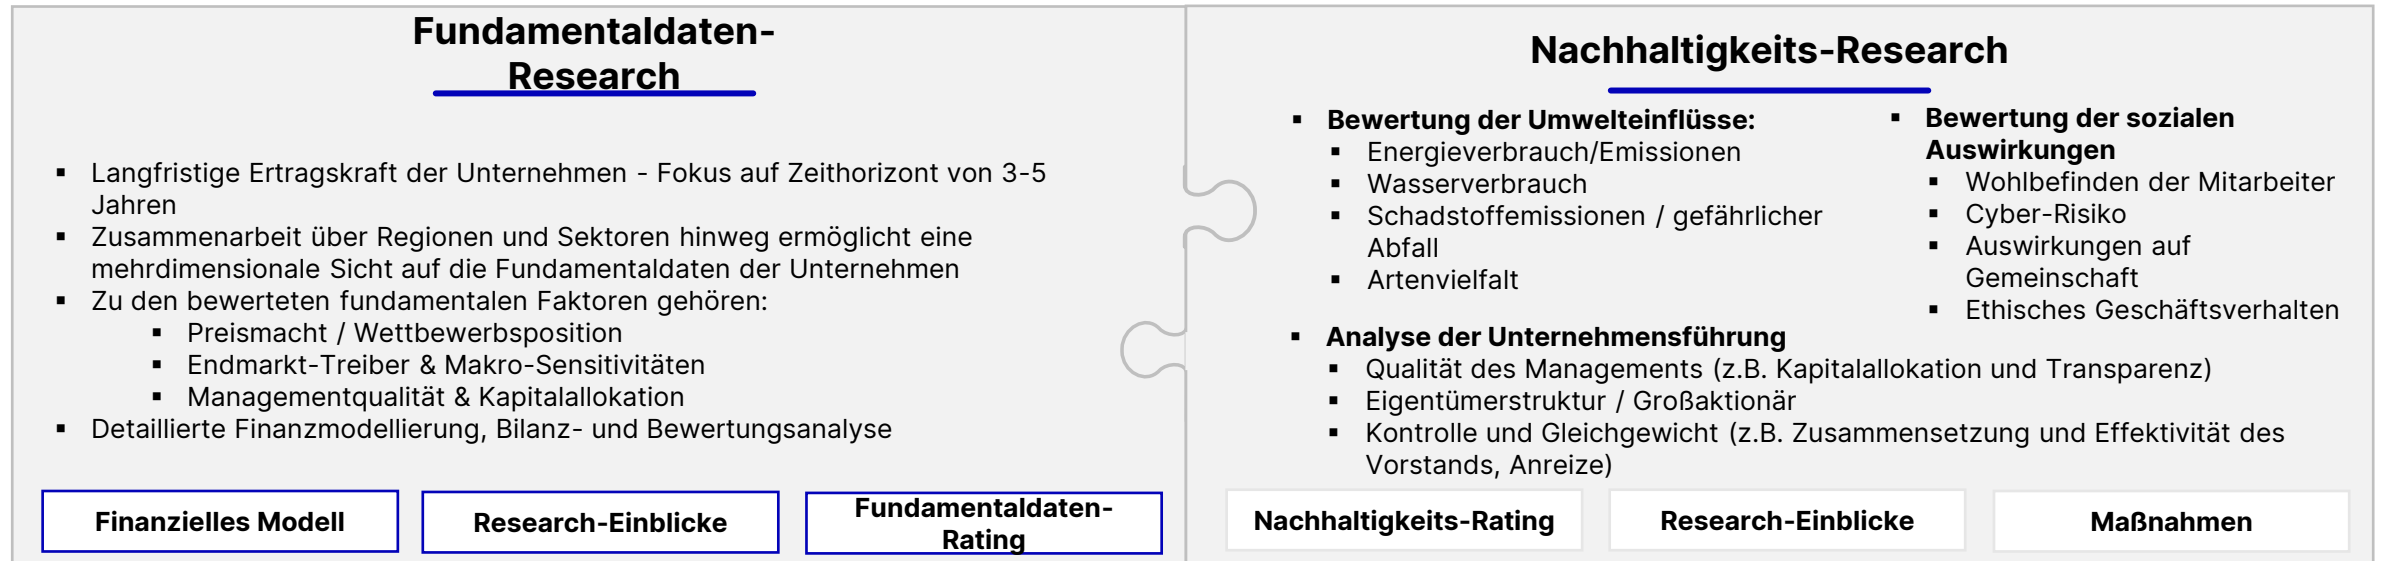 Fundamentaldaten-
Research
▪ Langfristige Ertragskraft der Unternehmen - Fokus auf Zeithorizont von 3-5
Jahren
▪ Zusammenarbeit über Regionen und Sektoren hinweg ermöglicht eine
mehrdimensionale Sicht auf die Fundamentaldaten der Unternehmen
▪ Zu den bewerteten fundamentalen Faktoren gehören:
▪ Preismacht / Wettbewerbsposition
▪ Endmarkt-Treiber & Makro-Sensitivitäten
▪ Managementqualität & Kapitalallokation
▪ Detaillierte Finanzmodellierung, Bilanz- und Bewertungsanalyse
Finanzielles Modell
Research-Einblicke
Fundamentaldaten-
Rating
Nachhaltigkeits-Research
▪ Bewertung der Umwelteinflüsse:
▪ Energieverbrauch/Emissionen
▪ Wasserverbrauch
▪ Schadstoffemissionen / gefährlicher
Abfall
▪ Artenvielfalt
▪ Bewertung der sozialen
Auswirkungen
▪ Wohlbefinden der Mitarbeiter
▪ Cyber-Risiko
▪ Auswirkungen auf
Gemeinschaft
▪ Ethisches Geschäftsverhalten
▪ Analyse der Unternehmensführung
▪ Qualität des Managements (z.B. Kapitalallokation und Transparenz)
▪ Eigentümerstruktur / Großaktionär
▪ Kontrolle und Gleichgewicht (z.B. Zusammensetzung und Effektivität des
Vorstands, Anreize)
Nachhaltigkeits-Rating
Research-Einblicke
Maßnahmen